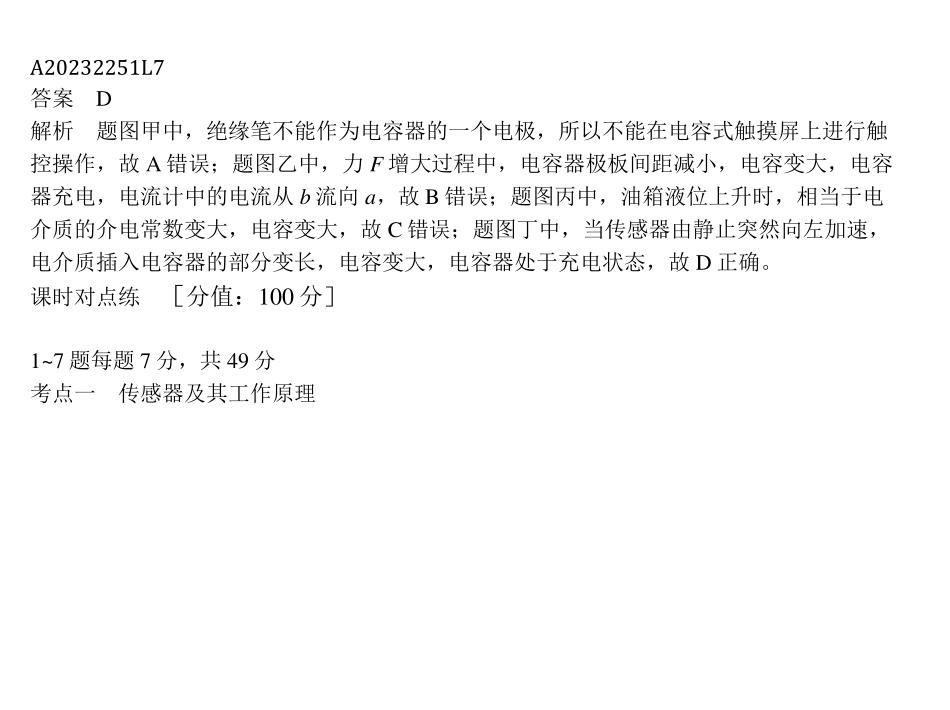 A20232251L7
答案　D
解析　题图甲中，绝缘笔不能作为电容器的一个电极，所以不能在电容式触摸屏上进行触
控操作，故 A 错误；题图乙中，力 F 增大过程中，电容器极板间距减小，电容变大，电容
器充电，电流计中的电流从 b 流向 a，故 B 错误；题图丙中，油箱液位上升时，相当于电
介质的介电常数变大，电容变大，故 C 错误；题图丁中，当传感器由静止突然向左加速，
电介质插入电容器的部分变长，电容变大，电容器处于充电状态，故 D 正确。
课时对点练　［分值：100 分］
1~7 题每题 7 分，共 49 分
考点一　传感器及其工作原理